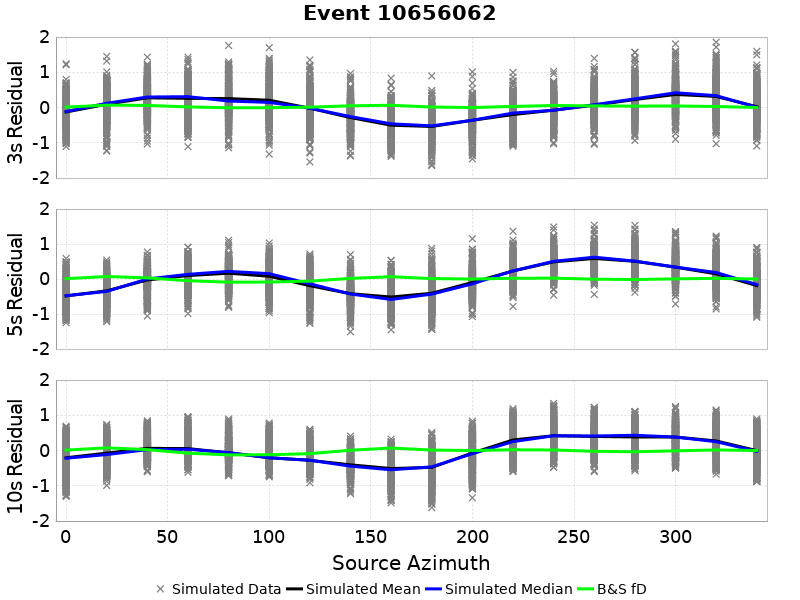 Event 10656062
3s Residual
2
1
0
-1
-2
5s Residual
2
1
0
-1
-2
10s Residual
2
1
0
-1
-2
0 50 100 150 200 250 300
Source Azimuth
Simulated Data Simulated Mean Simulated Median B&S fD